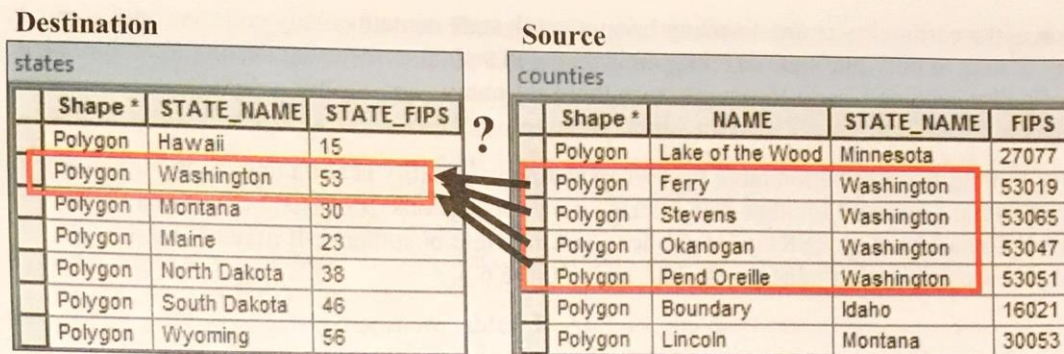 Destination
states
Shape * STATE_NAME STATE_FIPS
Polygon Hawaii 15
Polygon Washington 53
Polygon Montana 30
Polygon Maine 23
Polygon North Dakota 38
Polygon South Dakota 46
Polygon Wyoming 56
?
Source
counties
Shape * NAME STATE_NAME FIPS
Polygon Lake of the Wood Minnesota 27077
Polygon Ferry Washington 53019
Polygon Stevens Washington 53065
Polygon Okanogan Washington 53047
Polygon Pend Oreille Washington 53051
Polygon Boundary Idaho 16021
Polygon Lincoln Montana 30053